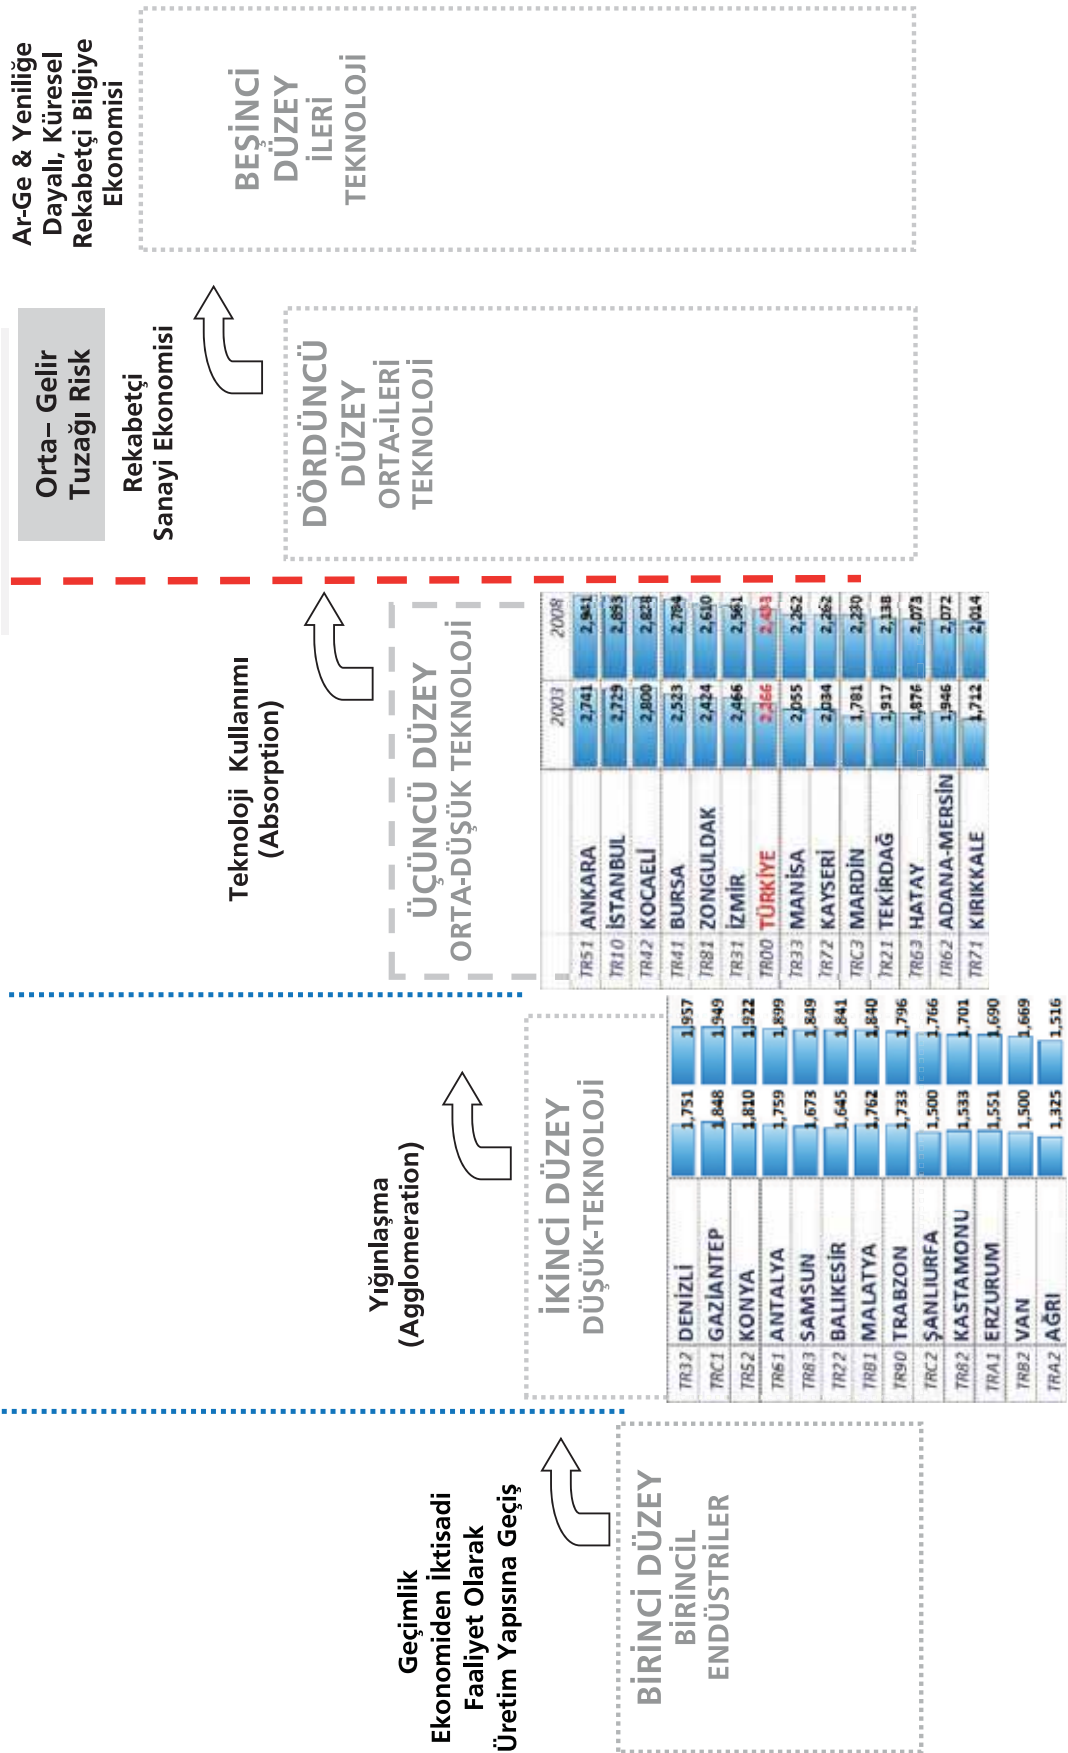 Geçimlik
Ekonomiden İktisadi
Faaliyet Olarak
Üretim Yapısına Geçiş
BİRİNCİ DÜZEY
BİRİNCİL
ENDÜSTRİLER
Yığınlaşma
(Agglomeration)
İKİNCİ DÜZEY
DÜŞÜK-TEKNOLOJİ
TR32 DENİZLİ 1,751 1,957
TRC1 GAZİANTEP 1,848 1,949
TR52 KONYA 1,810 1,922
TR61 ANTALYA 1,759 1,899
TR83 SAMSUN 1,673 1,849
TR22 BALIKESİR 1,645 1,841
TRB1 MALATYA 1,762 1,840
TR90 TRABZON 1,733 1,796
TRC2 ŞANLIURFA 1,500 1,766
TR82 KASTAMONU 1,533 1,701
TRA1 ERZURUM 1,551 1,690
TRB2 VAN 1,500 1,669
TRA2 AĞRI 1,325 1,516
Teknoloji Kullanımı
(Absorption)
ÜÇÜNCÜ DÜZEY
ORTA-DÜŞÜK TEKNOLOJİ
2003 2008
TR51 ANKARA 2,741 2,941
TR10 İSTANBUL 2,729 2,893
TR42 KOCAELİ 2,800 2,828
TR41 BURSA 2,533 2,784
TR81 ZONGULDAK 2,424 2,610
TR31 İZMİR 2,466 2,561
TR00 TÜRKİYE 2,266 2,433
TR33 MANİSA 2,055 2,262
TR72 KAYSERİ 2,034 2,262
TRC3 MARDİN 1,781 2,230
TR21 TEKİRDAĞ 1,917 2,138
TR63 HATAY 1,876 2,073
TR62 ADANA-MERSİN 1,946 2,072
TR71 KIRIKKALE 1,712 2,014
Orta– Gelir
Tuzağı Risk
Rekabetçi
Sanayi Ekonomisi
DÖRDÜNCÜ
DÜZEY
ORTA-İLERİ
TEKNOLOJİ
Ar-Ge & Yeniliğe
Dayalı, Küresel
Rekabetçi Bilgiye
Ekonomisi
BEŞİNCİ
DÜZEY
İLERİ
TEKNOLOJİ